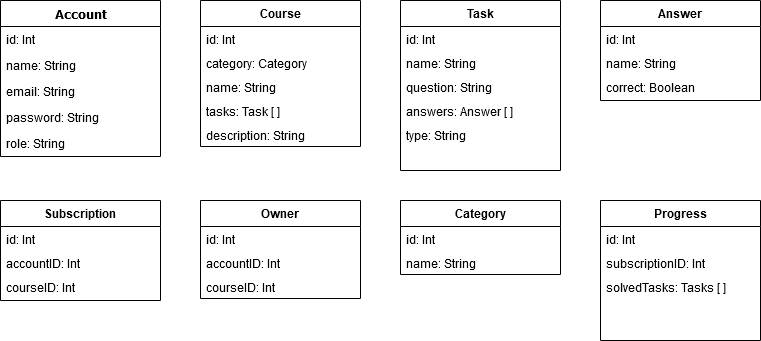 Account
id: Int
name: String
email: String
password: String
role: String
Course
id: Int
category: Category
name: String
tasks: Task [ ]
description: String
Task
id: Int
name: String
question: String
answers: Answer [ ]
type: String
Answer
id: Int
name: String
correct: Boolean
Subscription
id: Int
accountID: Int
courseID: Int
Owner
id: Int
accountID: Int
courseID: Int
Category
id: Int
name: String
Progress
id: Int
subscriptionID: Int
solvedTasks: Tasks [ ]